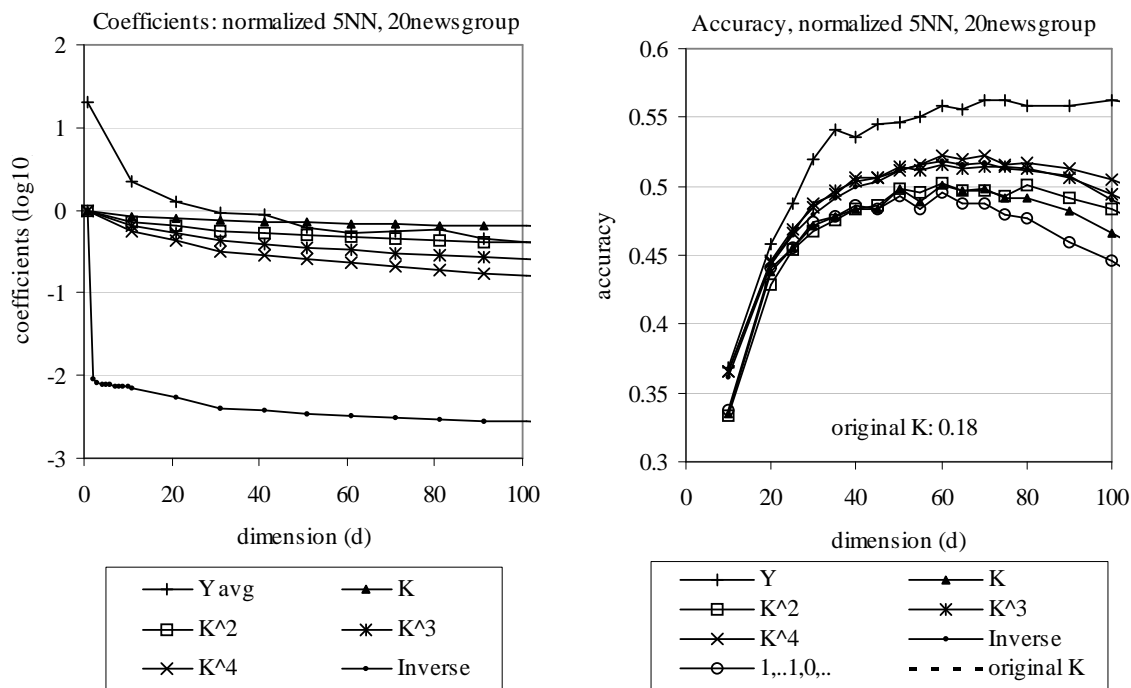 Coefficients: normalized 5NN, 20newsgroup
2
1
0
-1
-2
-3
coefficients (log10
0 20 40 60 80 100
dimension (d)
Y avg K
K^2 K^3
K^4 Inverse
Accuracy, normalized 5NN, 20newsgroup
0.6
0.55
0.5
0.45
0.4
0.35
0.3
accuracy
original K: 0.18
0 20 40 60 80 100
dimension (d)
Y K
K^2 K^3
K^4 Inverse
1,..1,0,.. original K